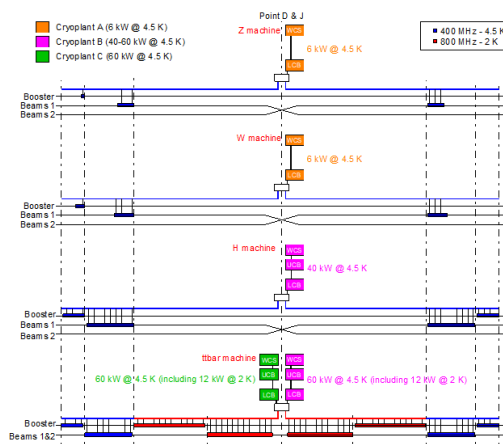 Point D & J
Cryoplant A (6 kW @ 4.5 K)
Cryoplant B (40-60 kW @ 4.5 K)
Cryoplant C (60 kW @ 4.5 K)
Z machine
WCS
6 kW @ 4.5 K
LCB
400 MHz - 4.5 K
800 MHz - 2 K
Booster
Beams 1
Beams 2
W machine
WCS
6 kW @ 4.5 K
LCB
Booster
Beams 1
Beams 2
H machine
WCS
UCB
40 kW @ 4.5 K
LCB
Booster
Beams 1
Beams 2
ttbar machine
WCS
WCS
60 kW @ 4.5 K (including 12 kW @ 2 K)
UCB
UCB
60 kW @ 4.5 K (including 12 kW @ 2 K)
LCB
LCB
Booster
Beams 1&2